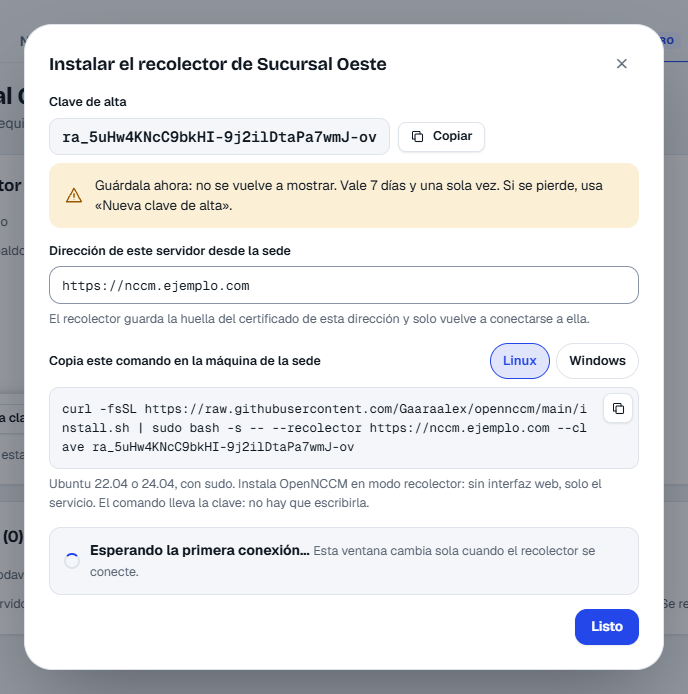 Instalar el recolector de Sucursal Oeste
Clave de alta
ra_5uHw4KNcC9bkHI-9j2ilDtaPa7wmJ-ov
Copiar
Guárdala ahora: no se vuelve a mostrar. Vale 7 días y una sola vez. Si se pierde, usa
«Nueva clave de alta».
Dirección de este servidor desde la sede
https://nccm.ejemplo.com
El recolector guarda la huella del certificado de esta dirección y solo vuelve a conectarse a ella.
Copia este comando en la máquina de la sede
Linux
Windows
curl -fsSL https://raw.githubusercontent.com/Gaaraalex/opennccm/main/i
nstall.sh | sudo bash -s -- --recolector https://nccm.ejemplo.com --cl
ave ra_5uHw4KNcC9bkHI-9j2ilDtaPa7wmJ-ov
Ubuntu 22.04 o 24.04, con sudo. Instala OpenNCCM en modo recolector: sin interfaz web, solo el
servicio. El comando lleva la clave: no hay que escribirla.
Esperando la primera conexión... Esta ventana cambia sola cuando el recolector se
conecte.
Listo
(0)